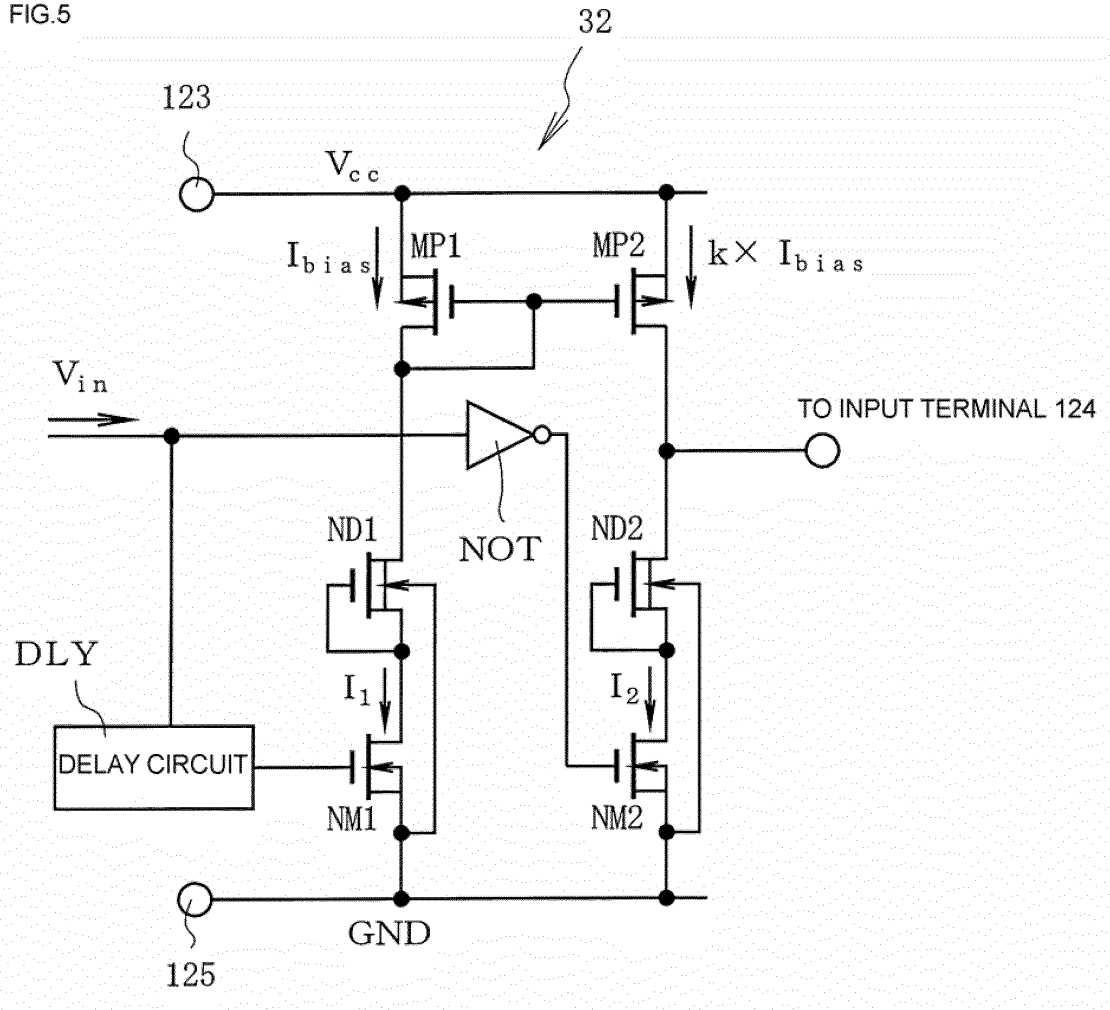 FIG.5
32
123
Vcc
MP1
MP2
Ibias
k× Ibias
Vin
TO INPUT TERMINAL 124
NOT
ND1
ND2
DLY
I1
I2
DELAY CIRCUIT
NM1
NM2
GND
125